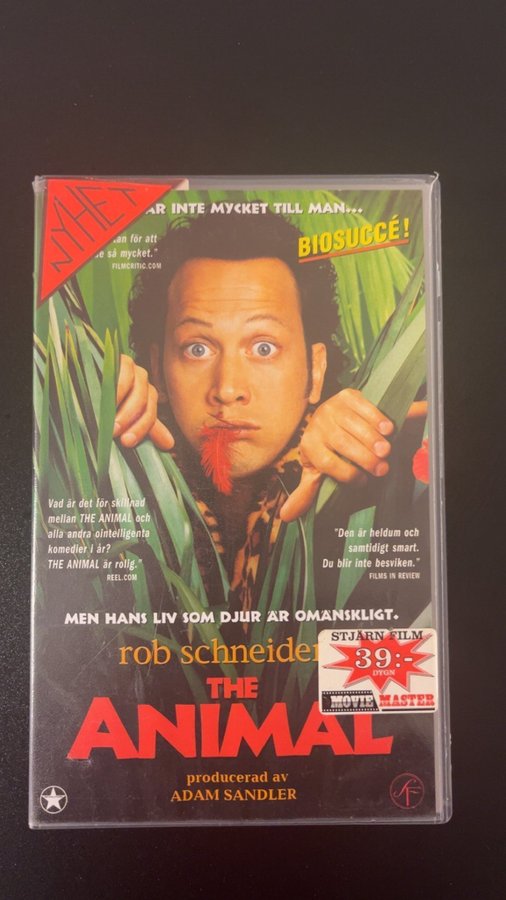 NYHET
AR INTE MYCKET TILL MAN...
an för att
e så mycket."
FILMCRITIC.COM
BIOSUCCÉ!
Vad är det för skillnad
mellan THE ANIMAL och
alla andra ointelligenta
komedier i år?
THE ANIMAL är rolig."
REEL.COM
"Den är heldum och
samtidigt smart.
Du blir inte besviken."
FILMS IN REVIEW
MEN HANS LIV SOM DJUR ÄR OMÄNSKLIGT.
rob schneider
STJÄRN FILM
39:-
DYGN
MOVIE MASTER
THE
ANIMAL
producerad av
ADAM SANDLER
SF